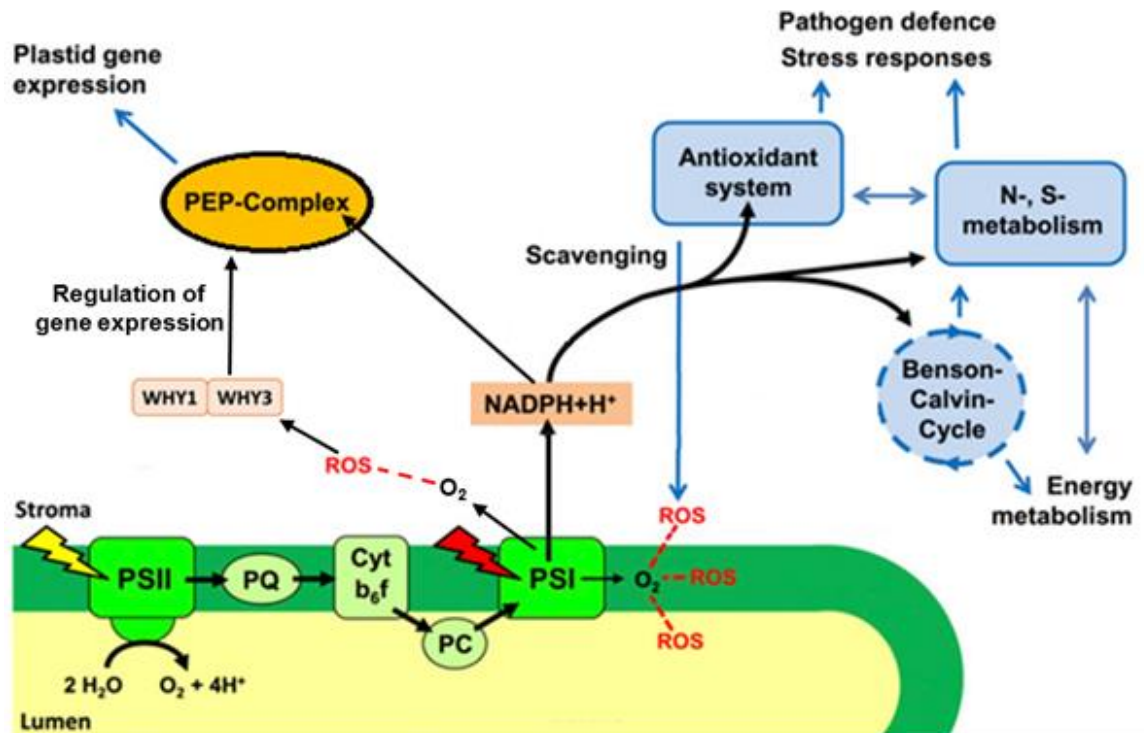 Pathogen defence
Stress responses
Plastid gene
expression
Antioxidant
system
PEP-Complex
N-, S-
metabolism
Scavenging
Regulation of
gene expression
Benson-
Calvin-
Cycle
WHY1 WHY3
NADPH+H⁺
ROS
O₂
Energy
metabolism
Stroma
ROS
PSII
PQ
Cyt
b₆f
PSI
O₂
ROS
PC
ROS
2 H₂O
O₂ + 4H⁺
Lumen